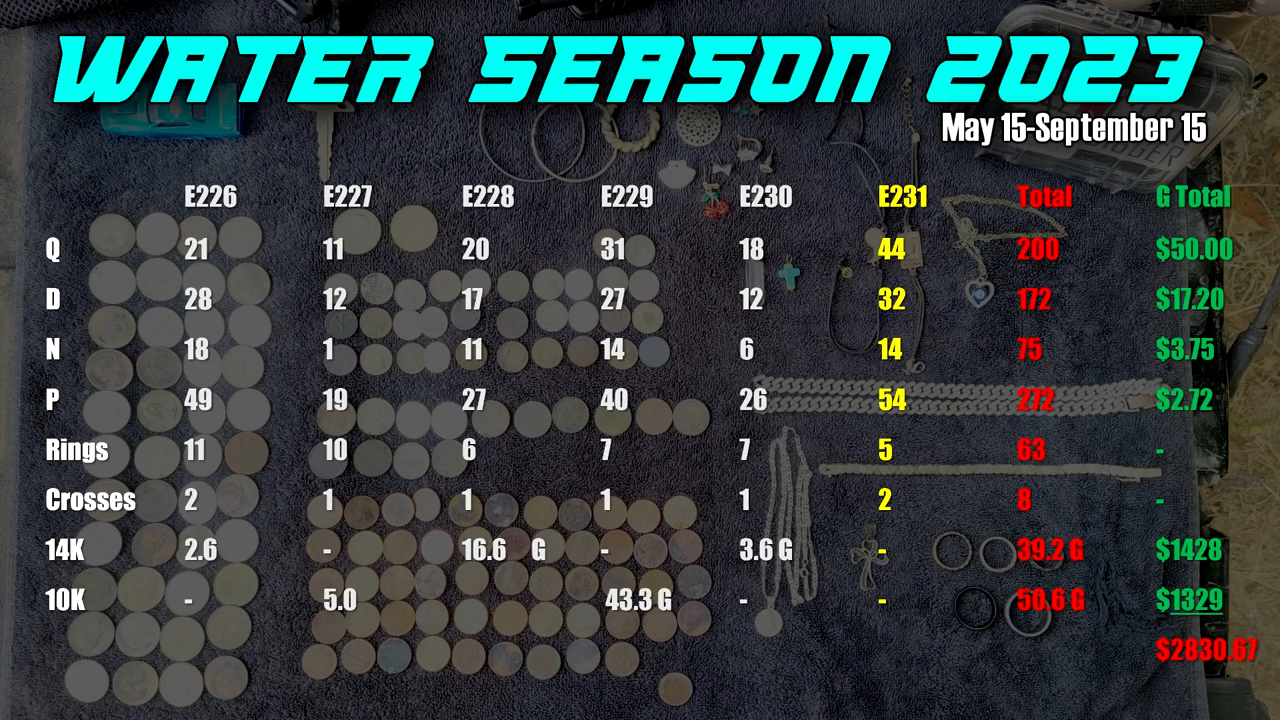 WATER SEASON 2023
May 15-September 15
E226 E227 E228 E229 E230 E231 Total G Total
Q 21 11 20 31 18 44 200 $50.00
D 28 12 17 27 12 32 172 $17.20
N 18 1 11 14 6 14 75 $3.75
P 49 19 27 40 26 54 272 $2.72
Rings 11 10 6 7 7 5 63 -
Crosses 2 1 1 1 1 2 8 -
14K 2.6 - 16.6 G - 3.6 G - 39.2 G $1428
10K - 5.0 43.3 G - - 50.6 G $1329
$2830.67